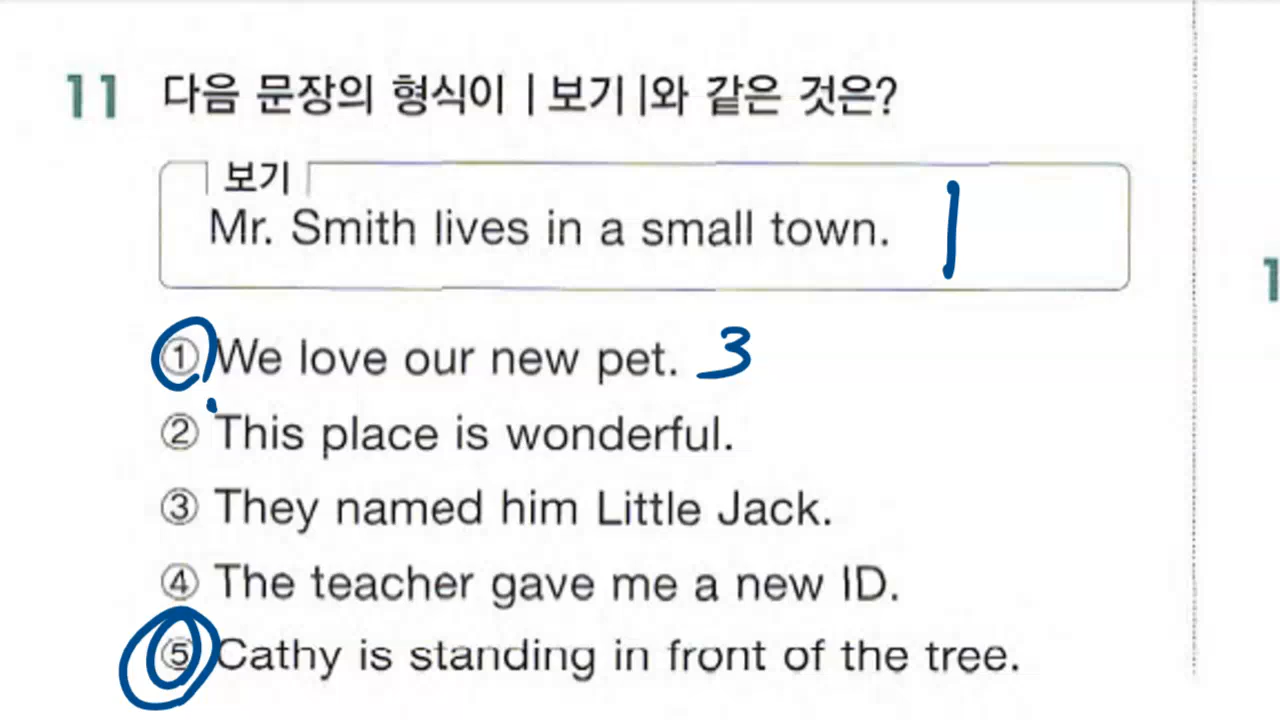 11 다음 문장의 형식이 | 보기 |와 같은 것은?
보기
Mr. Smith lives in a small town. 1
① We love our new pet. 3
② This place is wonderful.
③ They named him Little Jack.
④ The teacher gave me a new ID.
⑤ Cathy is standing in front of the tree.
1